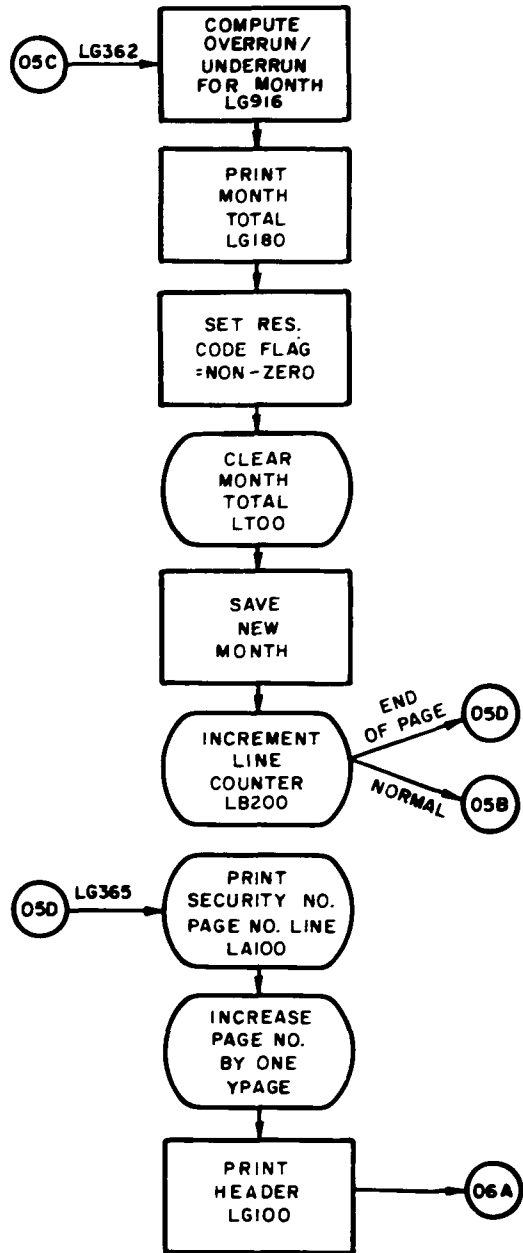 COMPUTE
OVERRUN/
UNDERRUN
FOR MONTH
LG916
05C
LG362
PRINT
MONTH
TOTAL
LG180
SET RES.
CODE FLAG
=NON-ZERO
CLEAR
MONTH
TOTAL
LT00
SAVE
NEW
MONTH
INCREMENT
LINE
COUNTER
LB200
END
OF PAGE
05D
NORMAL
05B
05D
LG365
PRINT
SECURITY NO.
PAGE NO. LINE
LA100
INCREASE
PAGE NO.
BY ONE
YPAGE
PRINT
HEADER
LG100
06A